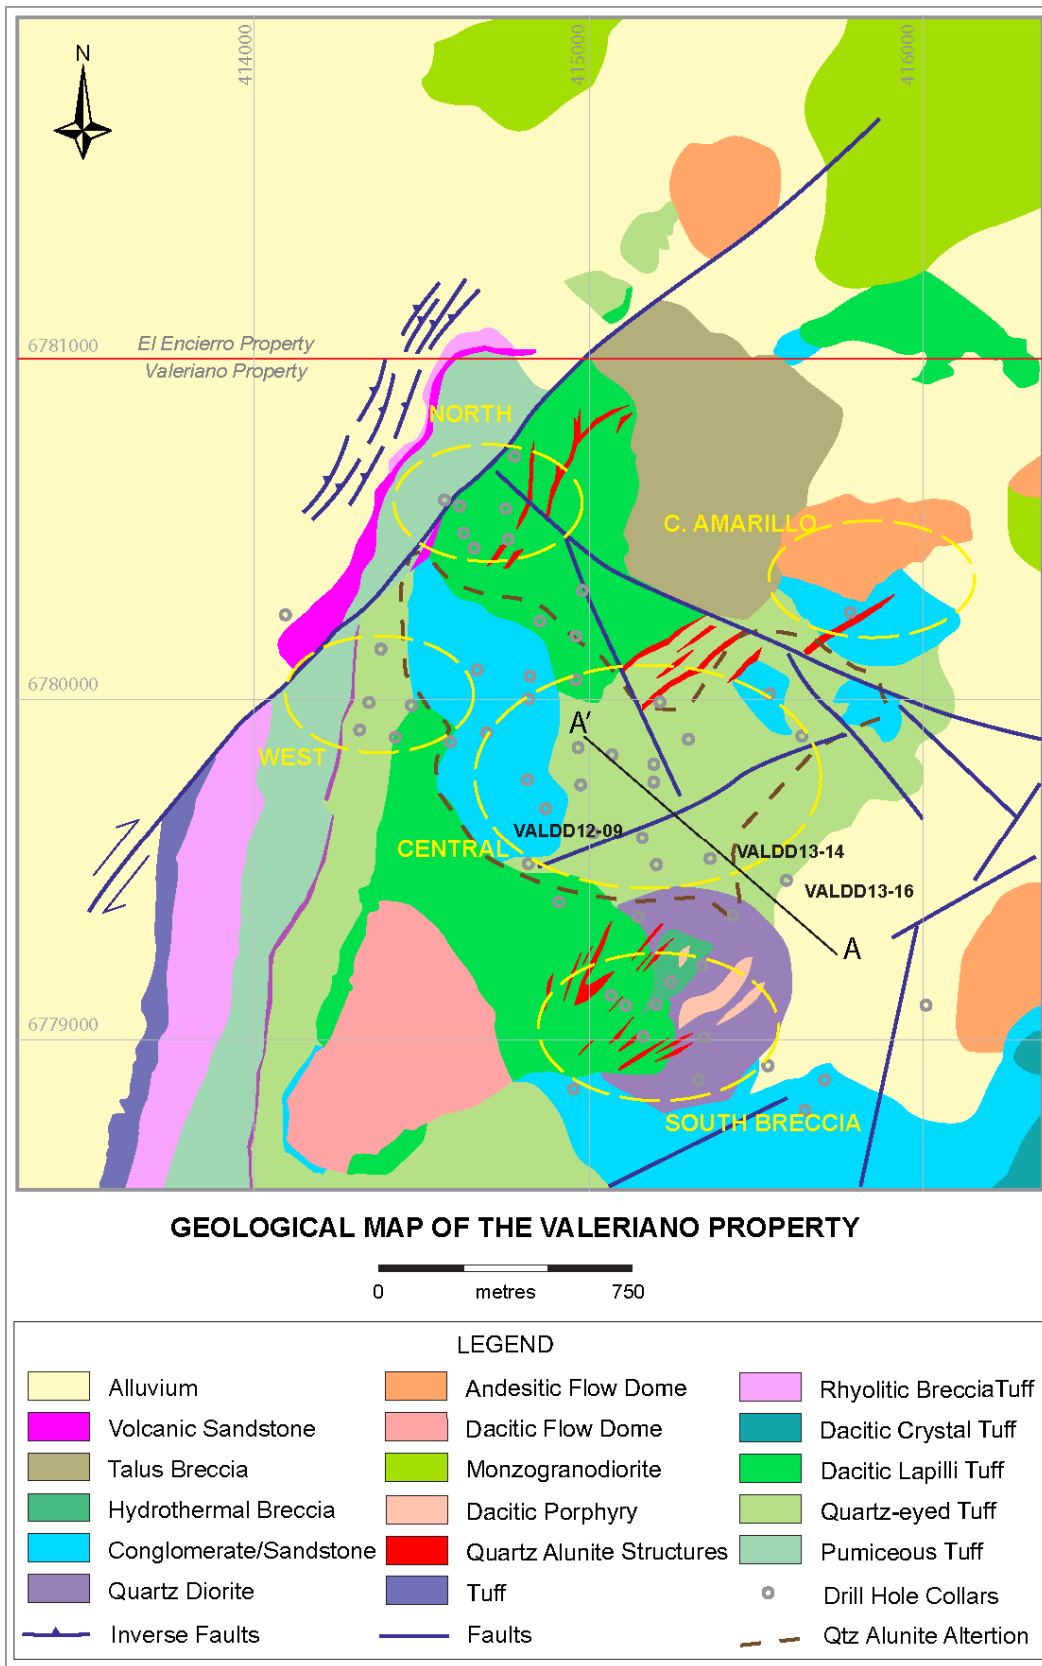 414000
415000
416000
N
6781000
El Encierro Property
Valeriano Property
NORTH
C. AMARILLO
6780000
A'
WEST
VALDD12-09
CENTRAL
VALDD13-14
VALDD13-16
A
6779000
SOUTH BRECCIA
GEOLOGICAL MAP OF THE VALERIANO PROPERTY
0 metres 750
LEGEND
Alluvium
Volcanic Sandstone
Talus Breccia
Hydrothermal Breccia
Conglomerate/Sandstone
Quartz Diorite
Inverse Faults
Andesitic Flow Dome
Dacitic Flow Dome
Monzogranodiorite
Dacitic Porphyry
Quartz Alunite Structures
Tuff
Faults
Rhyolitic BrecciaTuff
Dacitic Crystal Tuff
Dacitic Lapilli Tuff
Quartz-eyed Tuff
Pumiceous Tuff
Drill Hole Collars
Qtz Alunite Altertion